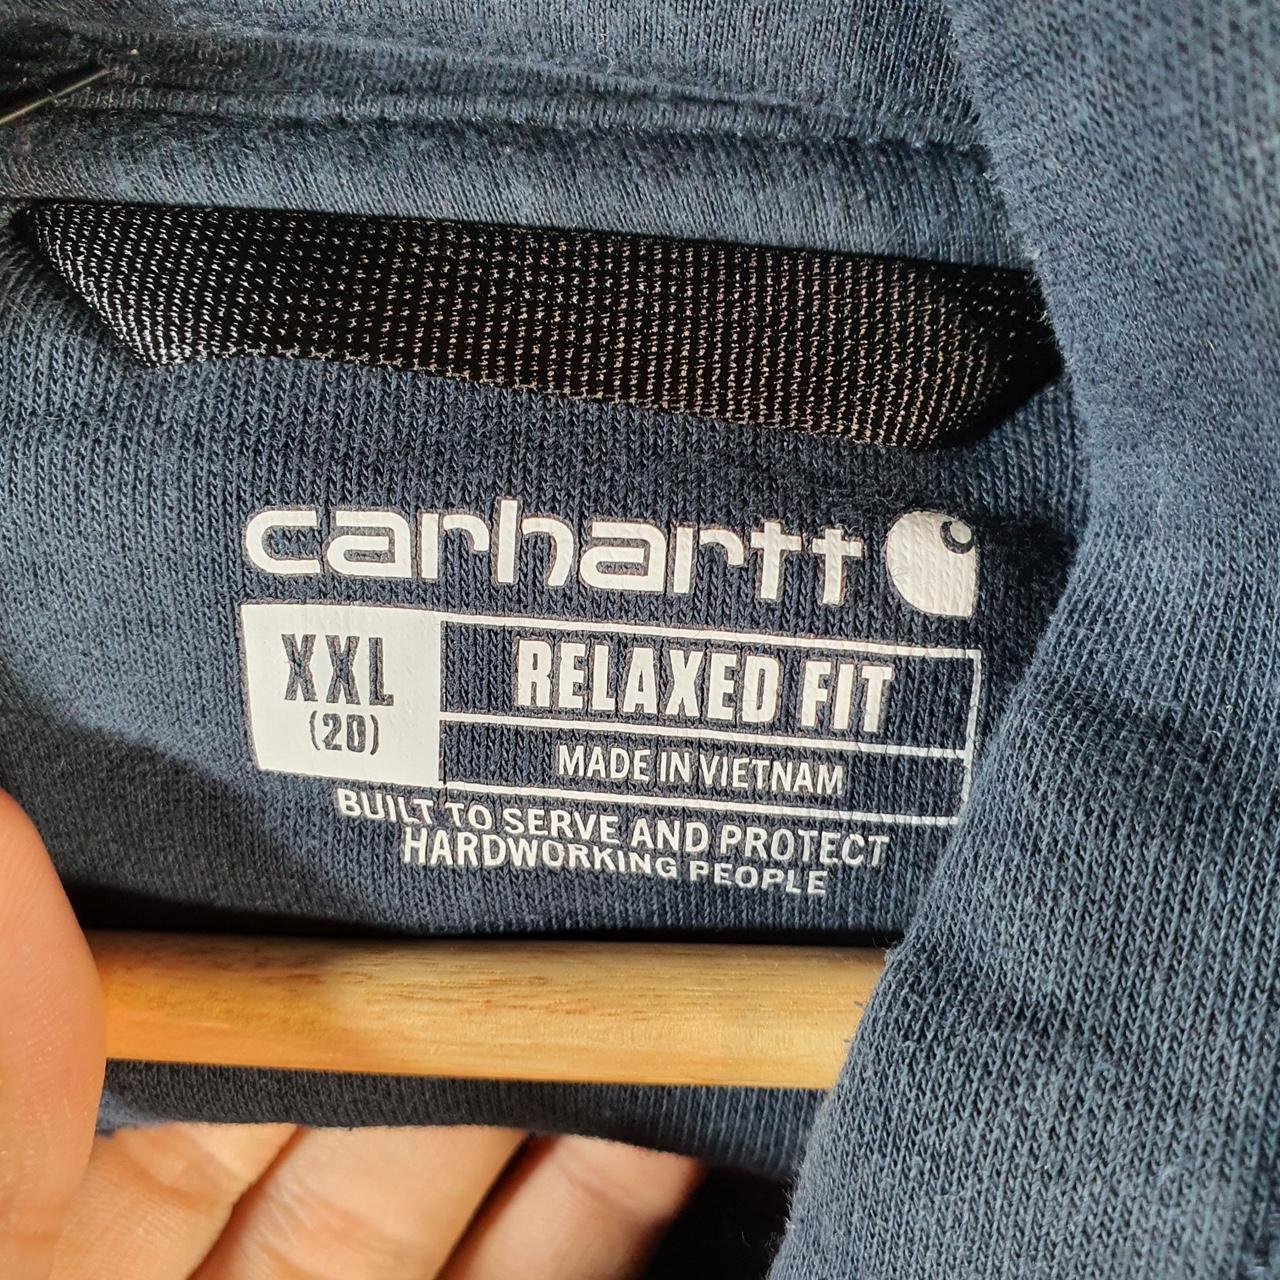 carhartt
XXL
(20)
RELAXED FIT
MADE IN VIETNAM
BUILT TO SERVE AND PROTECT
HARDWORKING PEOPLE